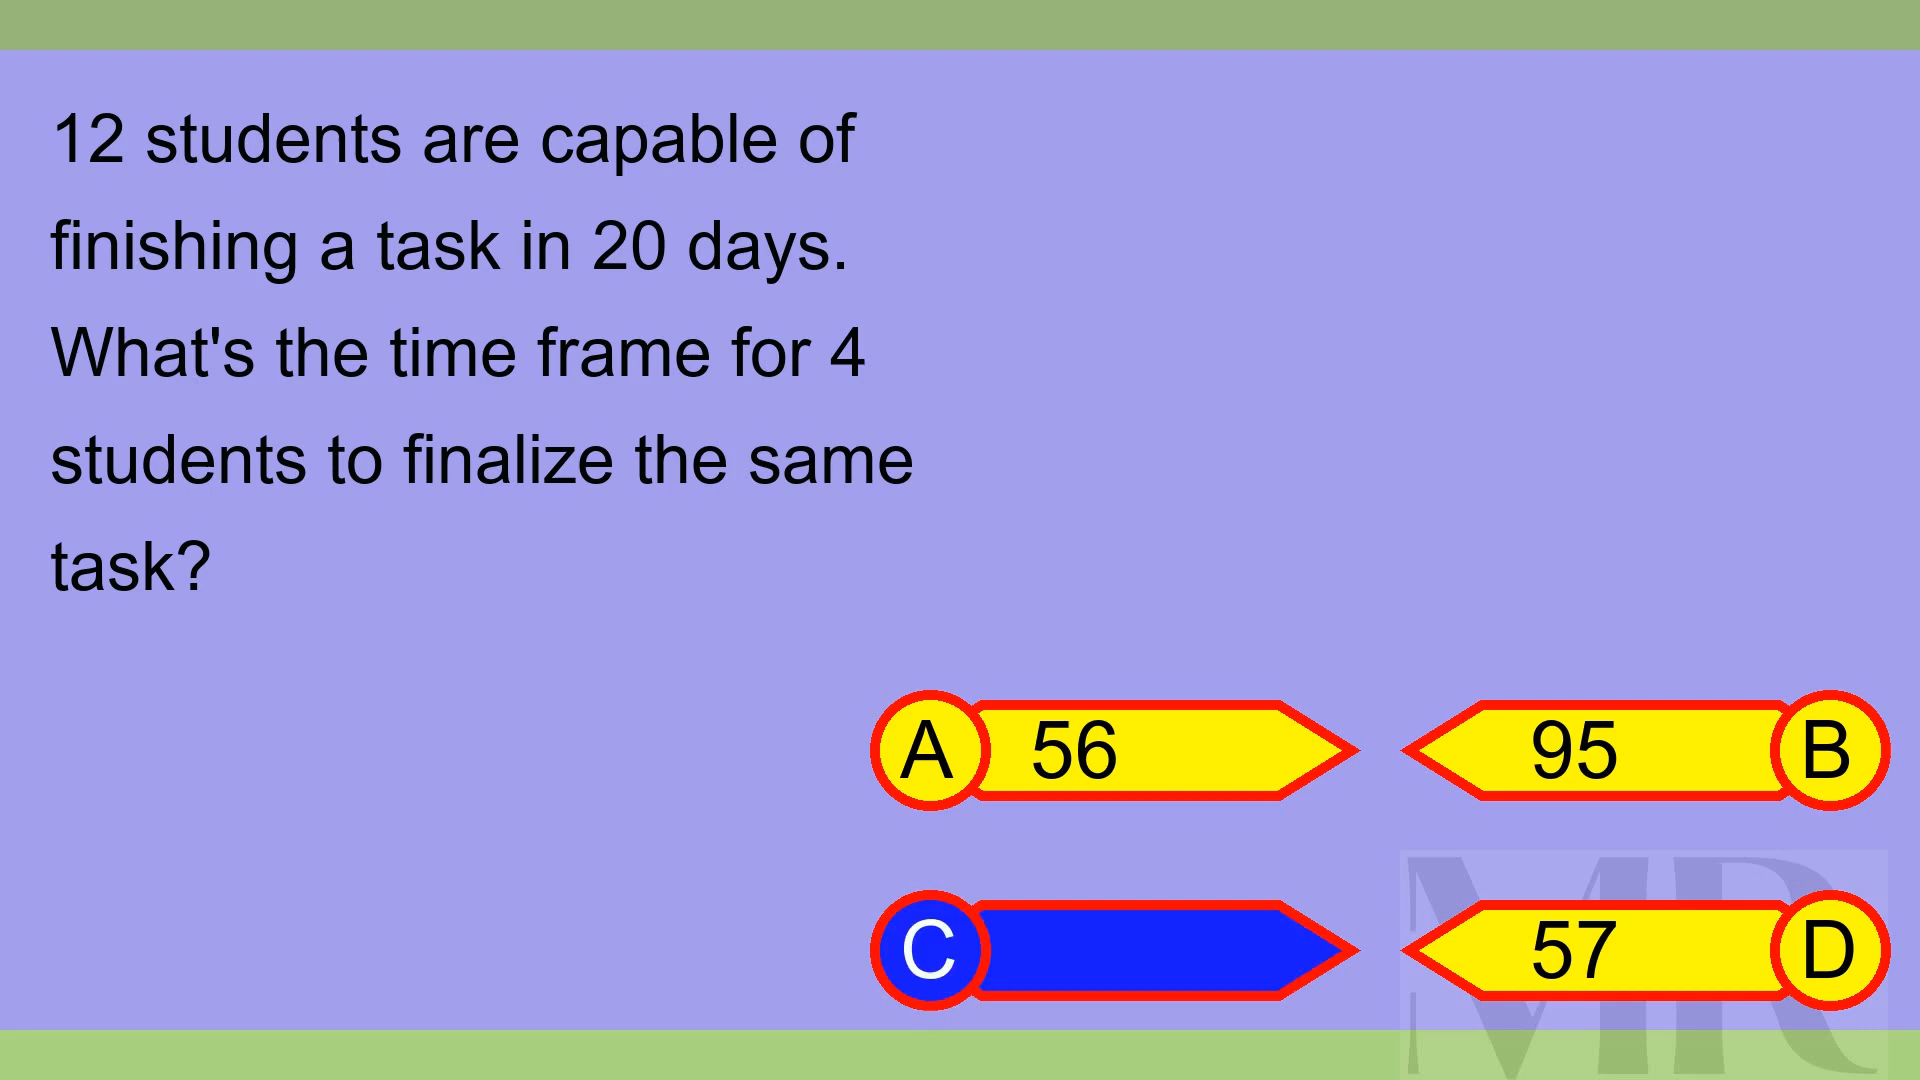 12 students are capable of
finishing a task in 20 days.
What's the time frame for 4
students to finalize the same
task?
A 56
95 B
C
57 D
MR